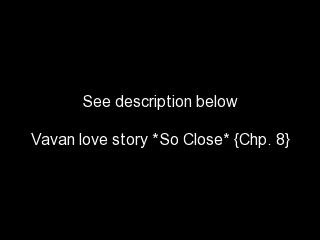 See description below
Vavan love story *So Close* {Chp. 8}